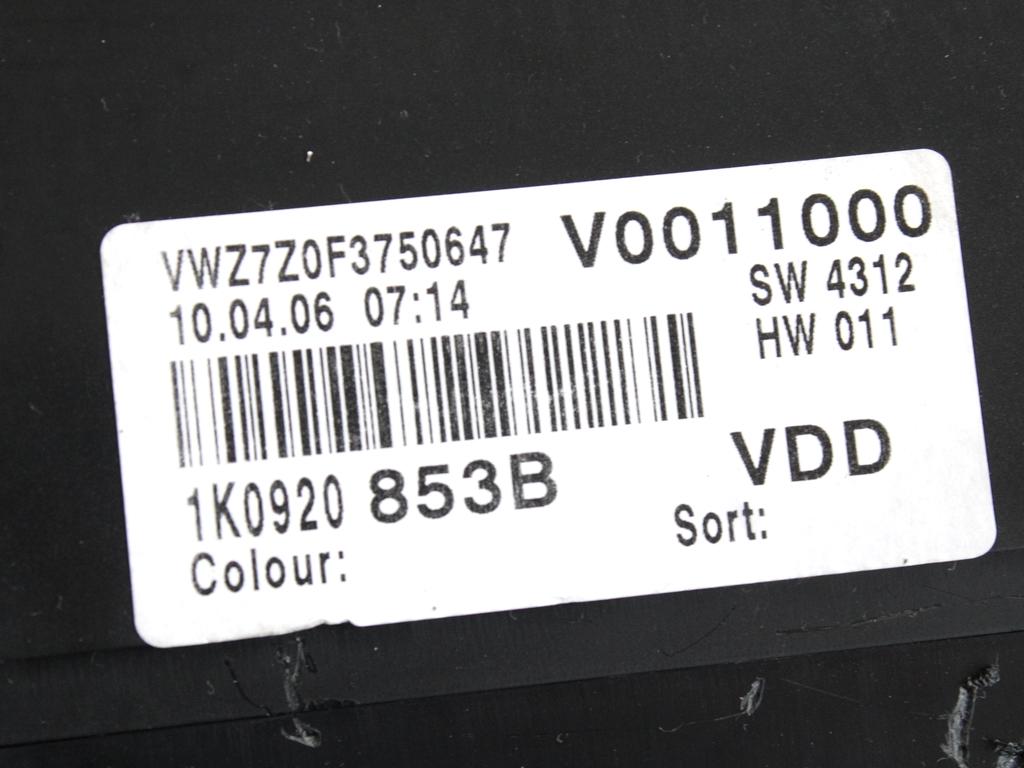 VWZ7Z0F3750647 V0011000
10.04.06 07:14 SW 4312
HW 011
1K0920 853B VDD
Colour: Sort: